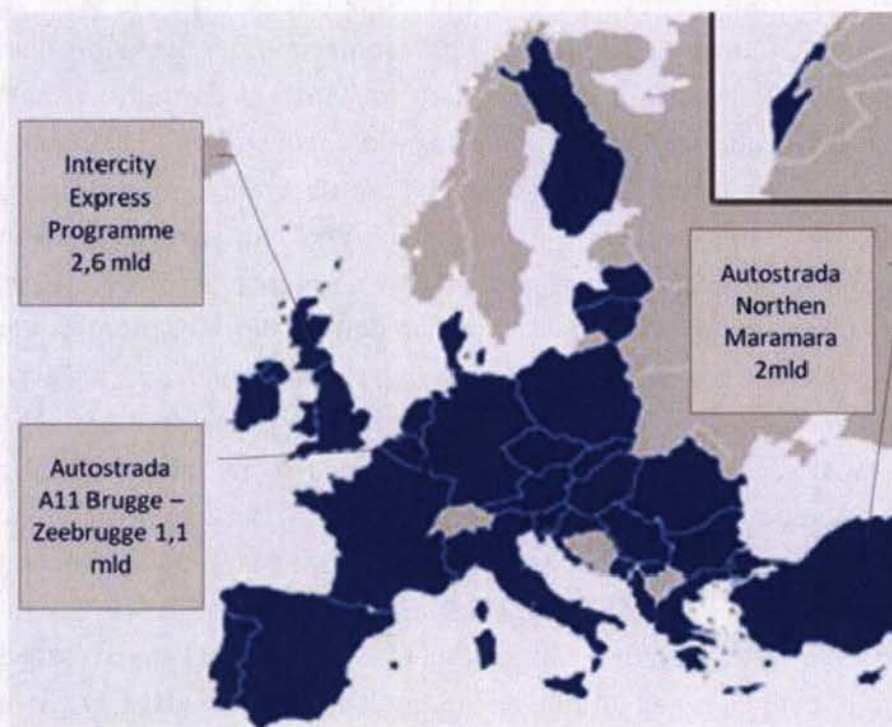 Intercity
Express
Programme
2,6 mld
Autostrada
Northen
Maramara
2mld
Autostrada
A11 Brugge –
Zeebrugge 1,1
mld